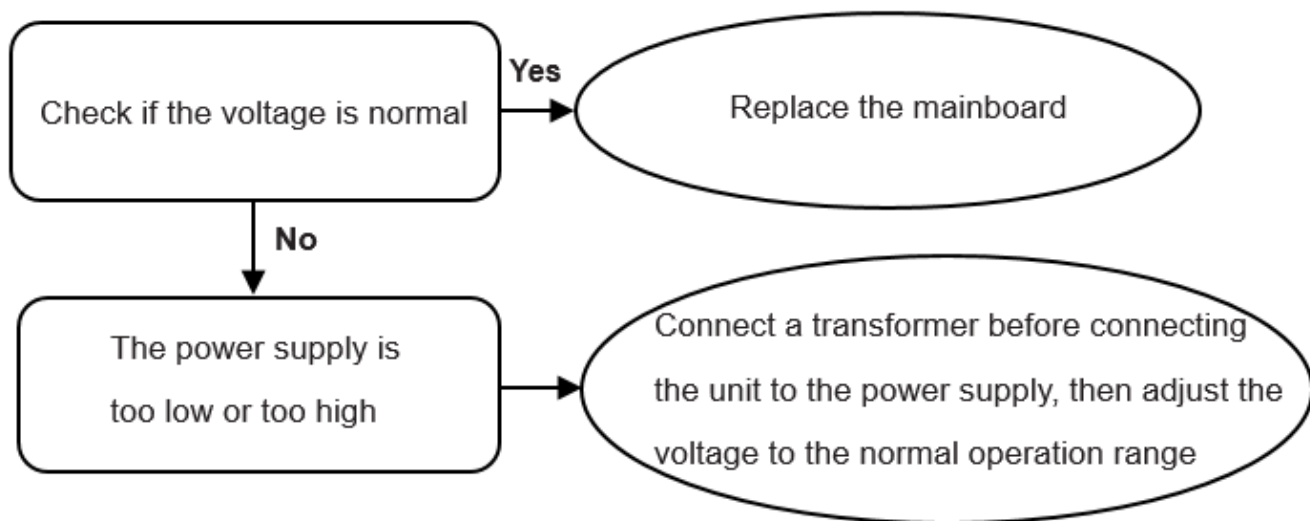 Check if the voltage is normal
Yes
Replace the mainboard
No
The power supply is
too low or too high
Connect a transformer before connecting
the unit to the power supply, then adjust the
voltage to the normal operation range